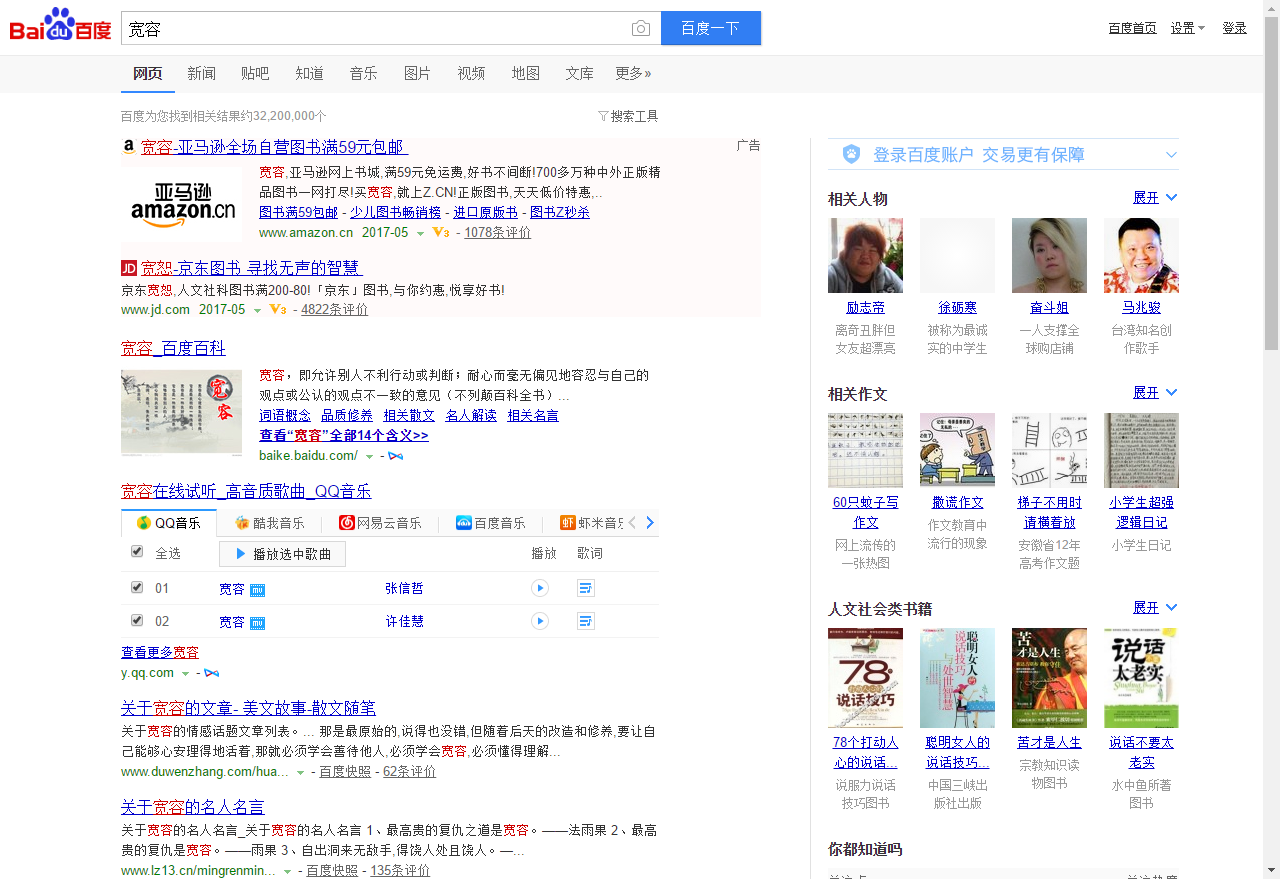 Bai du 百度
宽容
百度一下
百度首页 设置 登录
网页 新闻 贴吧 知道 音乐 图片 视频 地图 文库 更多»
百度为您找到相关结果约32,200,000个
搜索工具
宽容-亚马逊全场自营图书满59元包邮
广告
亚马逊
amazon.cn
宽容,亚马逊网上书城,满59元免运费,好书不间断!700多万种中外正版精
品图书一网打尽!买宽容,就上Z.CN!正版图书,天天低价特惠,..
图书满59包邮 - 少儿图书畅销榜 - 进口原版书 - 图书Z秒杀
www.amazon.cn 2017-05 V3 - 1078条评价
JD 宽恕-京东图书 寻找无声的智慧
京东宽恕,人文社科图书满200-80!「京东」图书,与你约惠,悦享好书!
www.jd.com 2017-05 V3 - 4822条评价
宽容_百度百科
宽容
宽容，即允许别人不利行动或判断；耐心而毫无偏见地容忍与自己的
观点或公认的观点不一致的意见（不列颠百科全书）...
词语概念 品质修养 相关散文 名人解读 相关名言
查看“宽容”全部14个含义>>
baike.baidu.com/ -
宽容在线试听_高音质歌曲_QQ音乐
QQ音乐 酷我音乐 网易云音乐 百度音乐 虾 虾米音乐
全选 播放选中歌曲 播放 歌词
01 宽容 mv 张信哲
02 宽容 mv 许佳慧
查看更多宽容
y.qq.com -
关于宽容的文章- 美文故事-散文随笔
关于宽容的情感话题文章列表。... 那是最原始的,说得也没错,但随着后天的改造和修养,要让自
己能够心安理得地活着,那就必须学会善待他人,必须学会宽容,必须懂得理解...
www.duwenzhang.com/hua... - 百度快照 - 62条评价
关于宽容的名人名言
关于宽容的名人名言_关于宽容的名人名言 1、最高贵的复仇之道是宽容。——法雨果 2、最高
贵的复仇是宽容。——雨果 3、自出洞来无敌手,得饶人处且饶人。—...
www.lz13.cn/mingrenmin... - 百度快照 - 135条评价
登录百度账户 交易更有保障
相关人物 展开
励志帝 徐砺寒 奋斗姐 马兆骏
离奇丑胖但 被称为最诚 一人支撑全 台湾知名创
女友超漂亮 实的中学生 球购店铺 作歌手
相关作文 展开
60只蚊子写 撒谎作文 梯子不用时 小学生超强
作文 请横着放 逻辑日记
作文教育中
流行的现象
网上流传的 安徽省12年 小学生日记
一张热图 高考作文题
人文社会类书籍 展开
78个
说话技巧
聪明女人的
说话技巧
与处世智慧
苦
才是人生
说话
太老实
78个打动人 聪明女人的 苦才是人生 说话不要太
心的说话... 说话技巧... 老实
宗教知识读
物图书
说服力说话 中国三峡出 水中鱼所著
技巧图书 版社出版 图书
你都知道吗